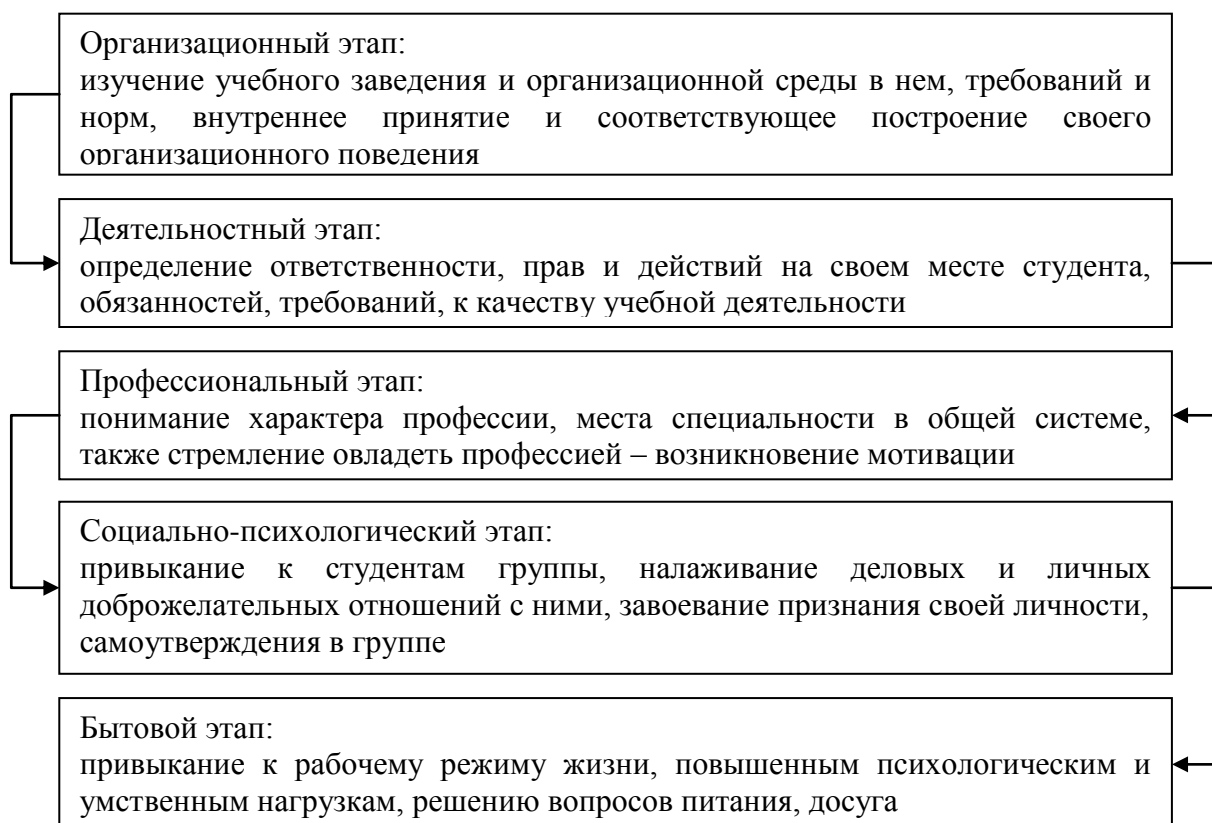 Организационный этап:
изучение учебного заведения и организационной среды в нем, требований и
норм, внутреннее принятие и соответствующее построение своего
организационного поведения
Деятельностный этап:
определение ответственности, прав и действий на своем месте студента,
обязанностей, требований, к качеству учебной деятельности
Профессиональный этап:
понимание характера профессии, места специальности в общей системе,
также стремление овладеть профессией – возникновение мотивации
Социально-психологический этап:
привыкание к студентам группы, налаживание деловых и личных
доброжелательных отношений с ними, завоевание признания своей личности,
самоутверждения в группе
Бытовой этап:
привыкание к рабочему режиму жизни, повышенным психологическим и
умственным нагрузкам, решению вопросов питания, досуга